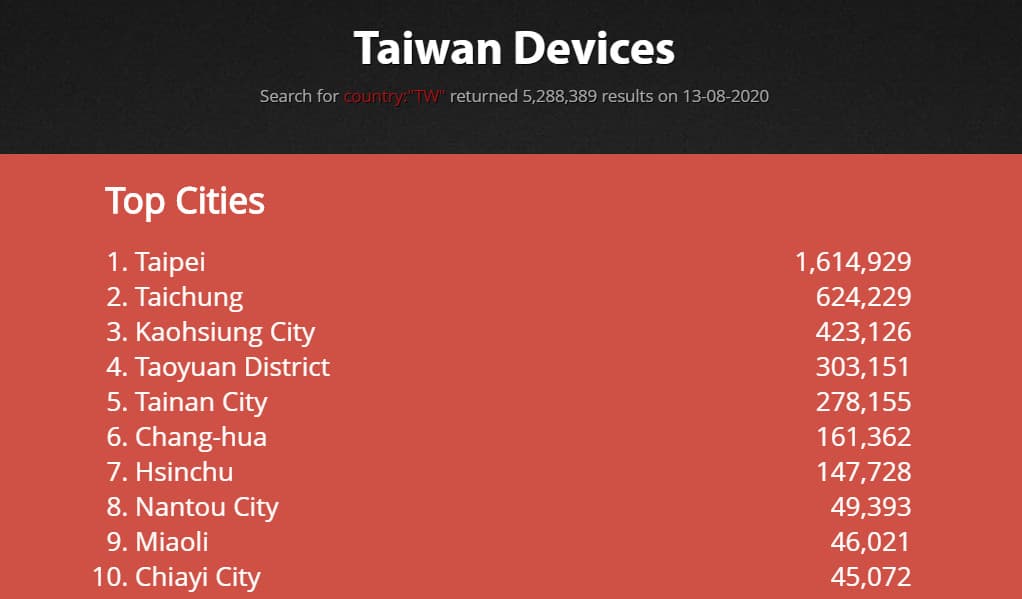 Taiwan Devices
Search for country:"TW" returned 5,288,389 results on 13-08-2020
Top Cities
1. Taipei 1,614,929
2. Taichung 624,229
3. Kaohsiung City 423,126
4. Taoyuan District 303,151
5. Tainan City 278,155
6. Chang-hua 161,362
7. Hsinchu 147,728
8. Nantou City 49,393
9. Miaoli 46,021
10. Chiayi City 45,072